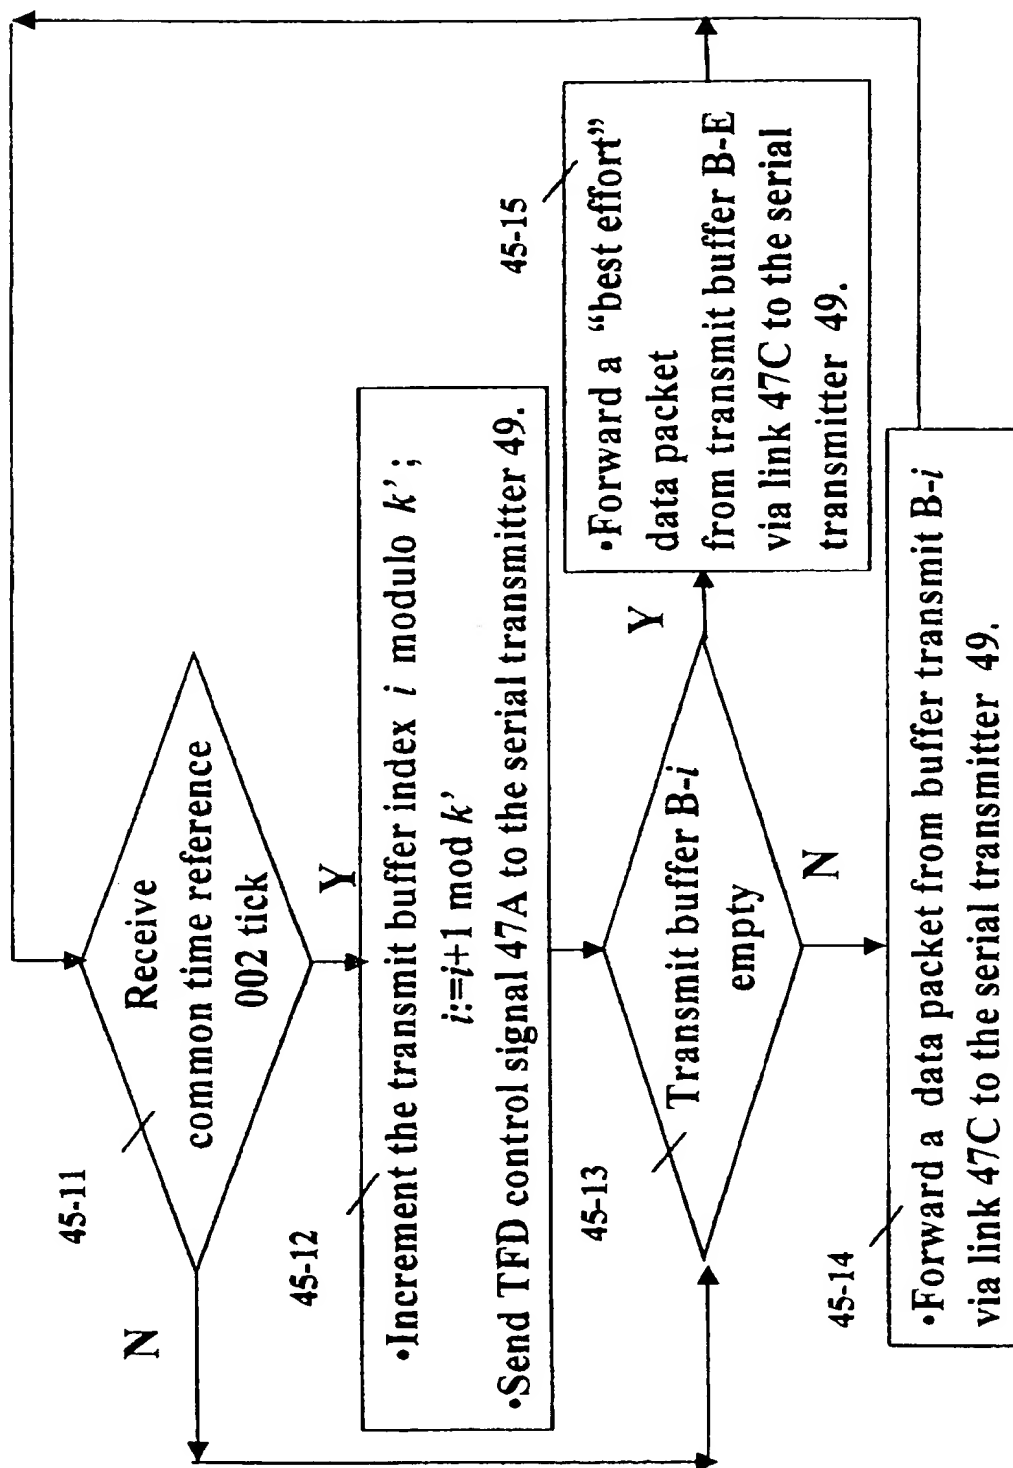 45-11
Receive
common time reference
002 tick
N
Y
45-12
•Increment the transmit buffer index i modulo k’;
i:=i+1 mod k’
•Send TFD control signal 47A to the serial transmitter 49.
45-13
Transmit buffer B-i
empty
Y
N
45-15
•Forward a “best effort”
data packet
from transmit buffer B-E
via link 47C to the serial
transmitter 49.
45-14
•Forward a data packet from buffer transmit B-i
via link 47C to the serial transmitter 49.